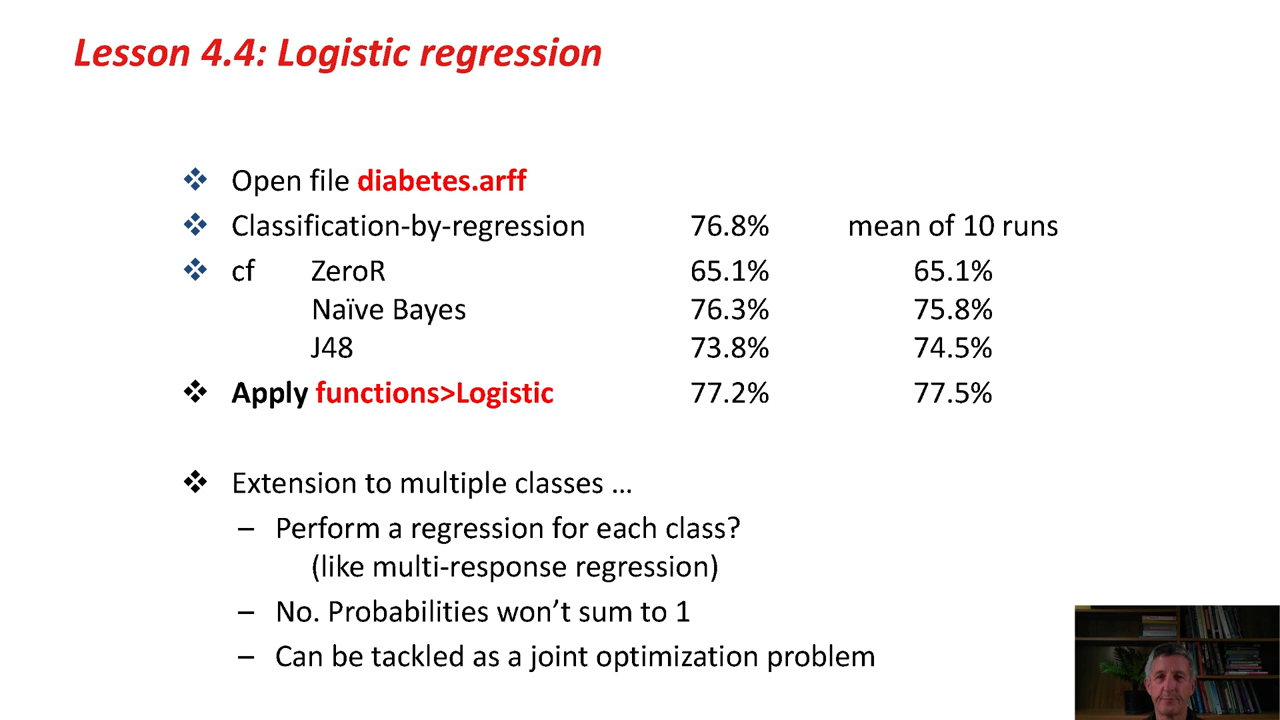 Lesson 4.4: Logistic regression
❖ Open file diabetes.arff
❖ Classification-by-regression 76.8% mean of 10 runs
❖ cf ZeroR 65.1% 65.1%
Naïve Bayes 76.3% 75.8%
J48 73.8% 74.5%
❖ Apply functions>Logistic 77.2% 77.5%
❖ Extension to multiple classes …
– Perform a regression for each class?
(like multi-response regression)
– No. Probabilities won’t sum to 1
– Can be tackled as a joint optimization problem